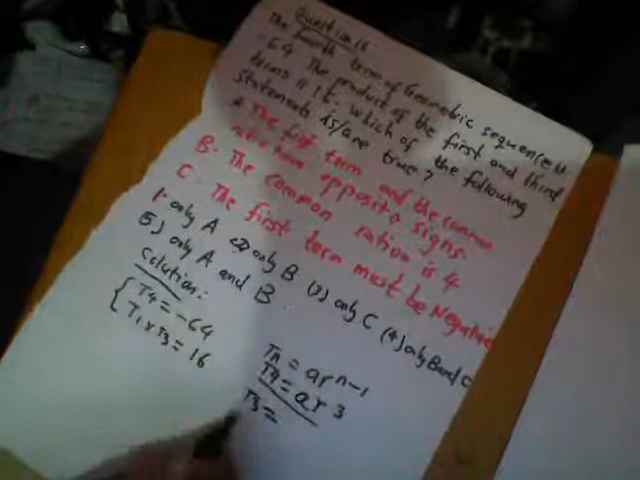 Question 15
The fourth term of Geometric sequence is
-64. The product of the first and third
terms is 16. Which of the following
statements is/are true?
A. The first term and the common
ratio have opposite signs.
B. The common ratio is 4
C. The first term must be Negative
1. only A (2) only B (3) only C (4) only B and C
5) only A and B
Solution:
T4 = -64
T1 x T3 = 16
Tn = ar n-1
T4 = ar 3
T3 =